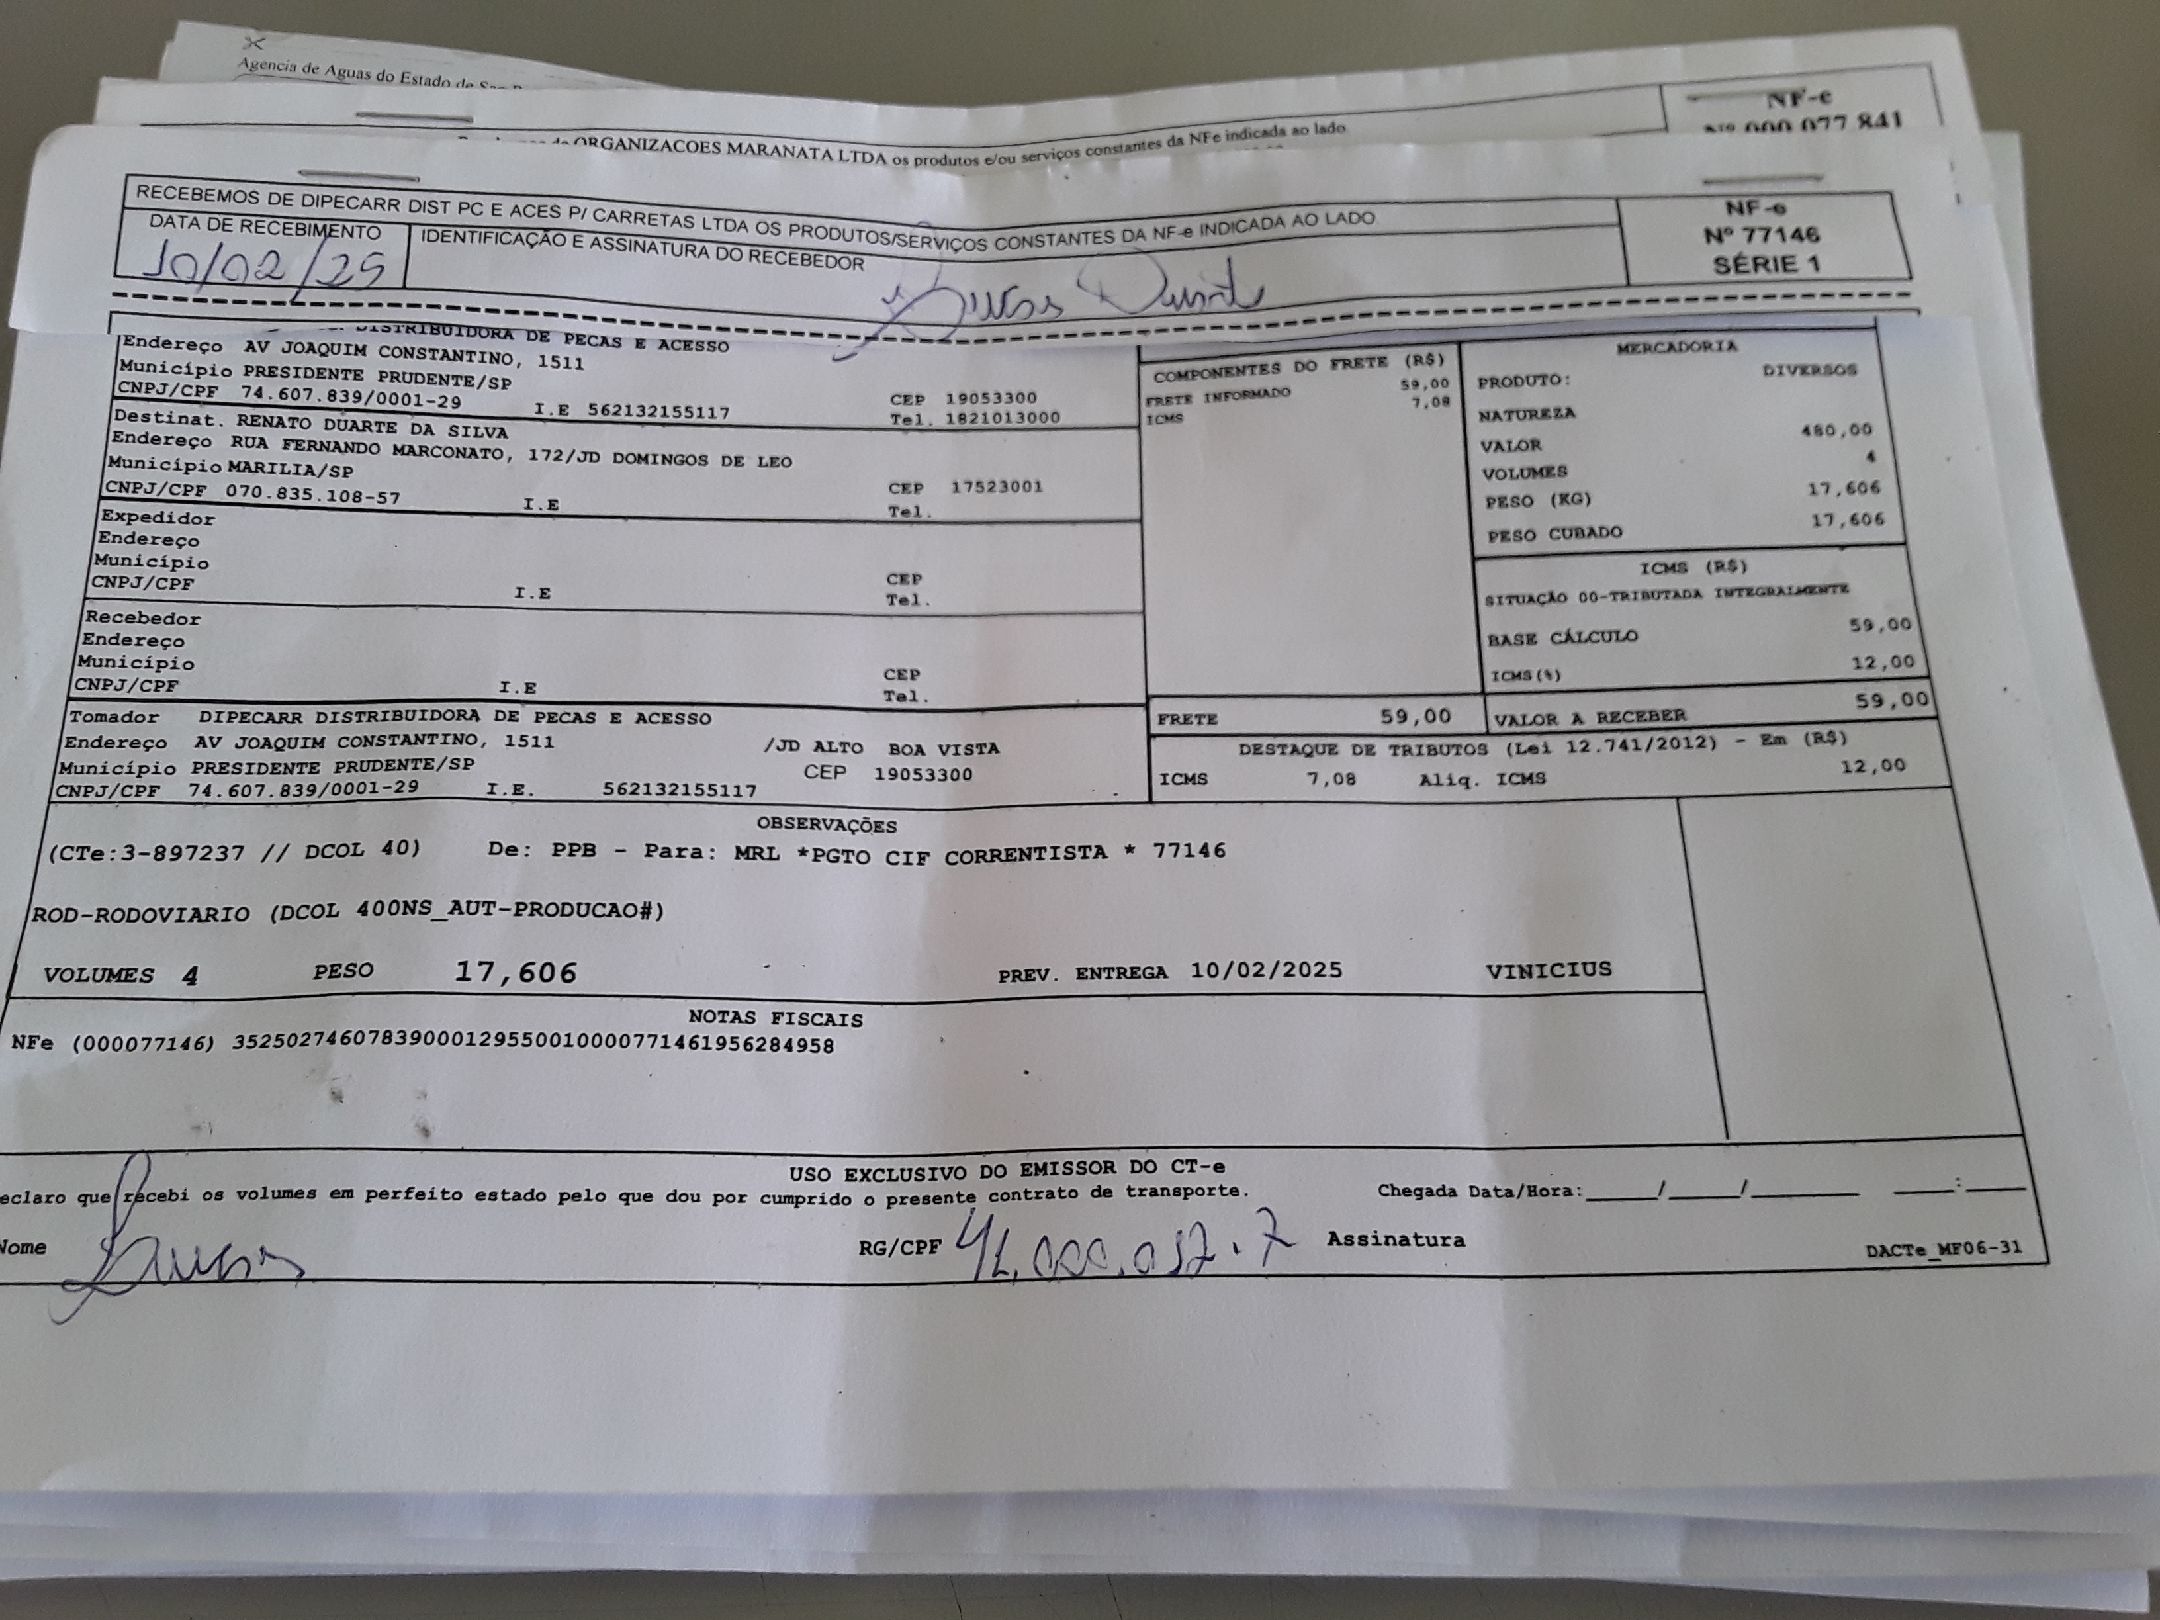 Agencia de Aguas do Estado de
NF-e
Nº 000 077 841
ORGANIZACOES MARANATA LTDA os produtos e/ou serviços constantes da NFe indicada ao lado
RECEBEMOS DE DIPECARR DIST PC E ACES P/ CARRETAS LTDA OS PRODUTOS/SERVIÇOS CONSTANTES DA NF-e INDICADA AO LADO
DATA DE RECEBIMENTO
10/02/25
IDENTIFICAÇÃO E ASSINATURA DO RECEBEDOR
NF-e
Nº 77146
SÉRIE 1
DISTRIBUIDORA DE PECAS E ACESSO
Endereço AV JOAQUIM CONSTANTINO, 1511
Município PRESIDENTE PRUDENTE/SP CEP 19053300
CNPJ/CPF 74.607.839/0001-29 I.E 562132155117 Tel. 1821013000
Destinat. RENATO DUARTE DA SILVA
Endereço RUA FERNANDO MARCONATO, 172/JD DOMINGOS DE LEO
Município MARILIA/SP CEP 17523001
CNPJ/CPF 070.835.108-57 I.E Tel.
Expedidor
Endereço
Município CEP
CNPJ/CPF I.E Tel.
Recebedor
Endereço
Município CEP
CNPJ/CPF I.E Tel.
Tomador DIPECARR DISTRIBUIDORA DE PECAS E ACESSO
Endereço AV JOAQUIM CONSTANTINO, 1511 /JD ALTO BOA VISTA
Município PRESIDENTE PRUDENTE/SP CEP 19053300
CNPJ/CPF 74.607.839/0001-29 I.E. 562132155117
COMPONENTES DO FRETE (R$)
FRETE INFORMADO 59,00
ICMS 7,08
FRETE 59,00
MERCADORIA
PRODUTO: DIVERSOS
NATUREZA
VALOR 480,00
VOLUMES 4
PESO (KG) 17,606
PESO CUBADO 17,606
ICMS (R$)
SITUAÇÃO 00-TRIBUTADA INTEGRALMENTE
BASE CÁLCULO 59,00
ICMS(%) 12,00
VALOR A RECEBER 59,00
DESTAQUE DE TRIBUTOS (Lei 12.741/2012) - Em (R$)
ICMS 7,08 Aliq. ICMS 12,00
OBSERVAÇÕES
(CTe:3-897237 // DCOL 40) De: PPB - Para: MRL *PGTO CIF CORRENTISTA * 77146
ROD-RODOVIARIO (DCOL 400NS_AUT-PRODUCAO#)
VOLUMES 4 PESO 17,606 PREV. ENTREGA 10/02/2025 VINICIUS
NOTAS FISCAIS
NFe (000077146) 35250274607839000129550010000771461956284958
USO EXCLUSIVO DO EMISSOR DO CT-e
eclaro que recebi os volumes em perfeito estado pelo que dou por cumprido o presente contrato de transporte. Chegada Data/Hora:____/____/______ ____:____
Nome RG/CPF Assinatura
DACTe_MF06-31